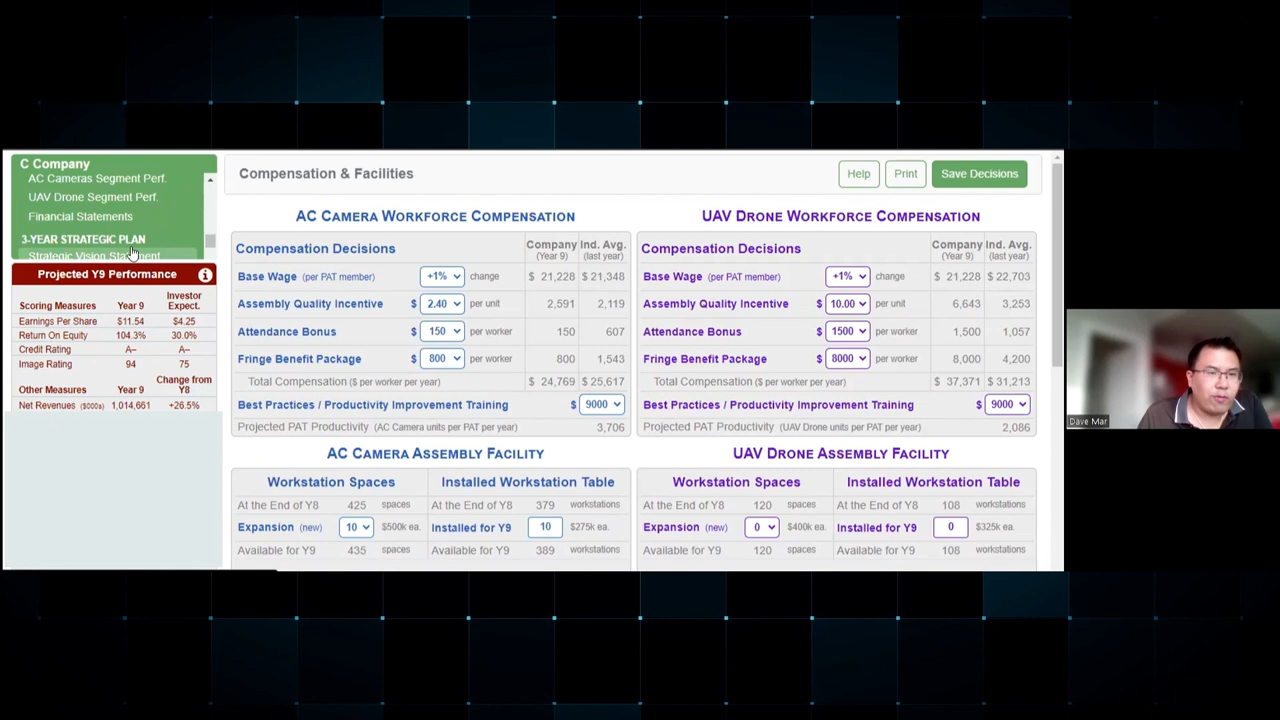 C Company
AC Cameras Segment Perf.
UAV Drone Segment Perf.
Financial Statements
3-YEAR STRATEGIC PLAN
Strategic Vision Statement
Projected Y9 Performance i
Scoring Measures Year 9 Investor Expect.
Earnings Per Share $11.54 $4.25
Return On Equity 104.3% 30.0%
Credit Rating A– A–
Image Rating 94 75
Other Measures Year 9 Change from Y8
Net Revenues ($000s) 1,014,661 +26.5%
Compensation & Facilities
Help Print Save Decisions
AC CAMERA WORKFORCE COMPENSATION
Compensation Decisions Company (Year 9) Ind. Avg. (last year)
Base Wage (per PAT member) +1% change $ 21,228 $ 21,348
Assembly Quality Incentive $ 2.40 per unit 2,591 2,119
Attendance Bonus $ 150 per worker 150 607
Fringe Benefit Package $ 800 per worker 800 1,543
Total Compensation ($ per worker per year) $ 24,769 $ 25,617
Best Practices / Productivity Improvement Training $ 9000
Projected PAT Productivity (AC Camera units per PAT per year) 3,706
UAV DRONE WORKFORCE COMPENSATION
Compensation Decisions Company (Year 9) Ind. Avg. (last year)
Base Wage (per PAT member) +1% change $ 21,228 $ 22,703
Assembly Quality Incentive $ 10.00 per unit 6,643 3,253
Attendance Bonus $ 1500 per worker 1,500 1,057
Fringe Benefit Package $ 8000 per worker 8,000 4,200
Total Compensation ($ per worker per year) $ 37,371 $ 31,213
Best Practices / Productivity Improvement Training $ 9000
Projected PAT Productivity (UAV Drone units per PAT per year) 2,086
AC CAMERA ASSEMBLY FACILITY
Workstation Spaces Installed Workstation Table
At the End of Y8 425 spaces At the End of Y8 379 workstations
Expansion (new) 10 $500k ea. Installed for Y9 10 $275k ea.
Available for Y9 435 spaces Available for Y9 389 workstations
UAV DRONE ASSEMBLY FACILITY
Workstation Spaces Installed Workstation Table
At the End of Y8 120 spaces At the End of Y8 108 workstations
Expansion (new) 0 $400k ea. Installed for Y9 0 $325k ea.
Available for Y9 120 spaces Available for Y9 108 workstations
Dave Mar